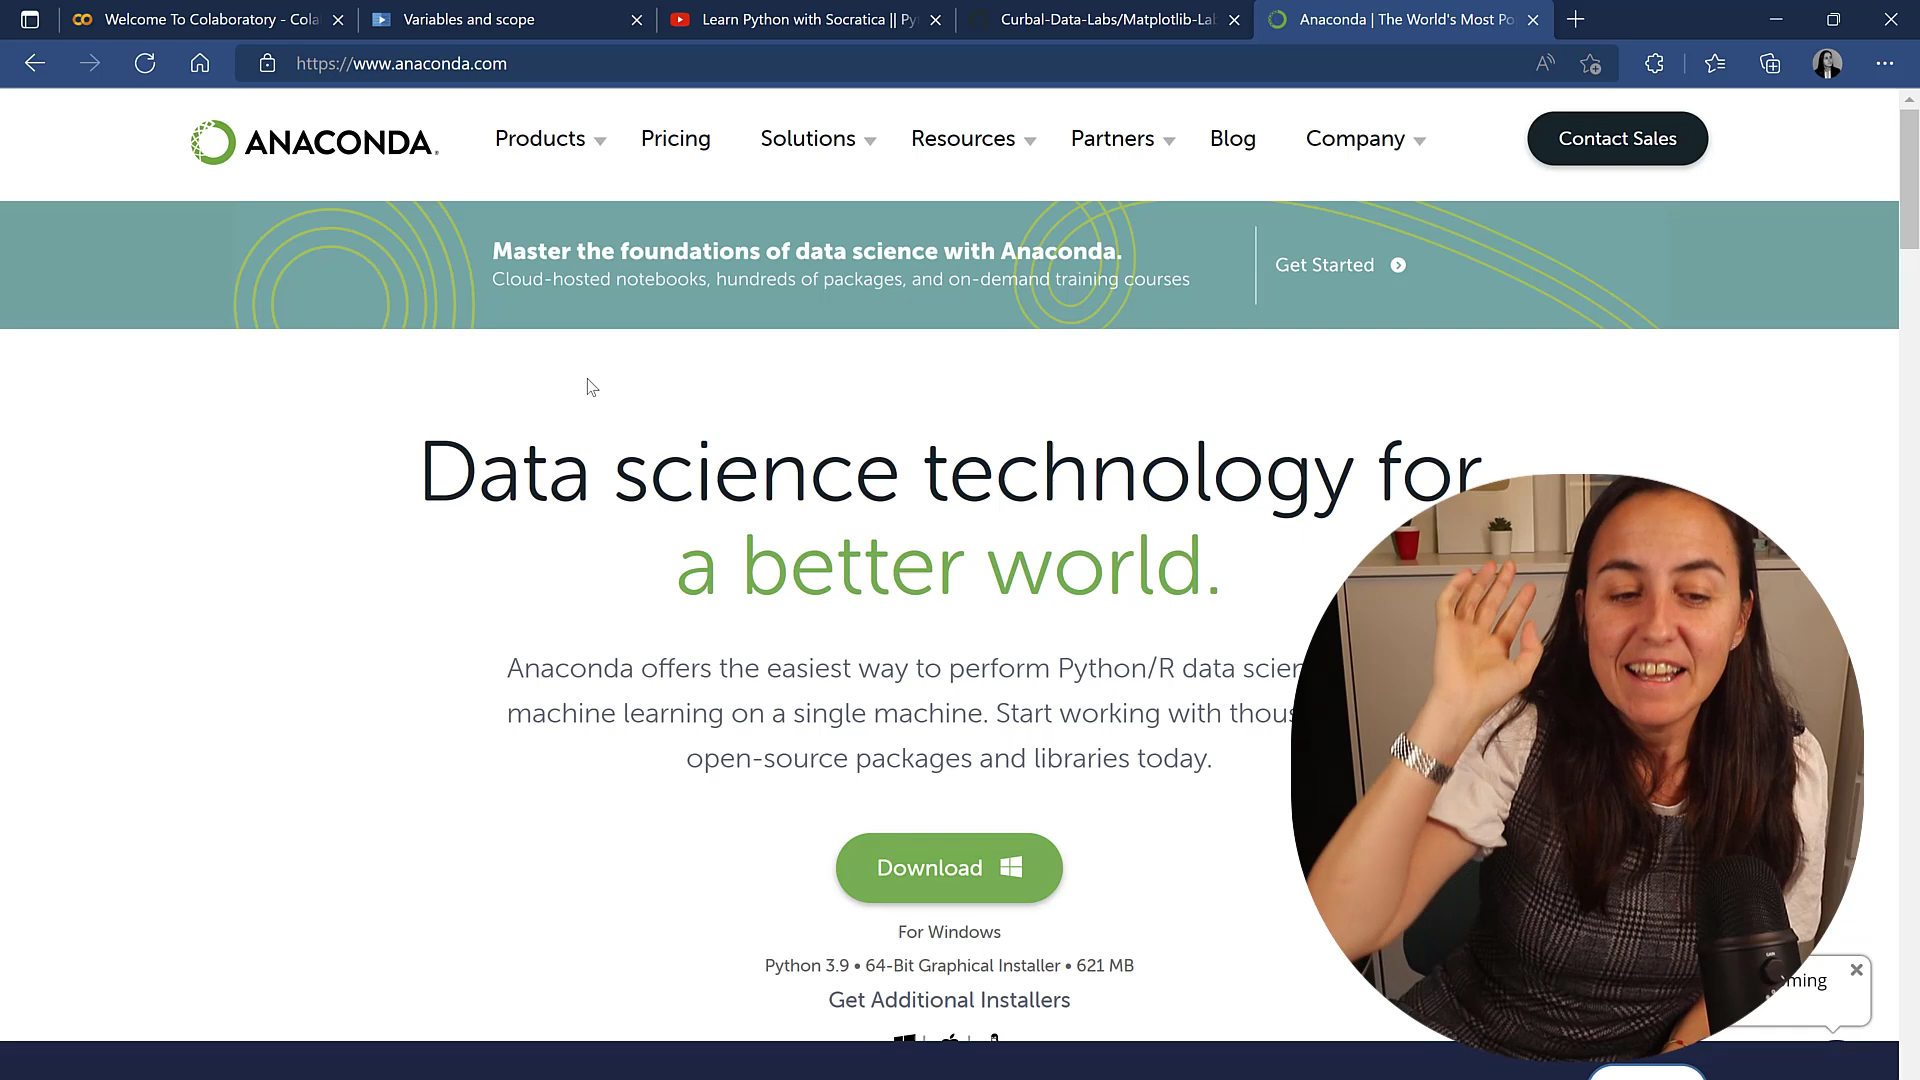 Welcome To Colaboratory - Cola
Variables and scope
Learn Python with Socratica || Py
Curbal-Data-Labs/Matplotlib-La
Anaconda | The World's Most Po
https://www.anaconda.com
ANACONDA.
Products
Pricing
Solutions
Resources
Partners
Blog
Company
Contact Sales
Master the foundations of data science with Anaconda.
Cloud-hosted notebooks, hundreds of packages, and on-demand training courses
Get Started
Data science technology for
a better world.
Anaconda offers the easiest way to perform Python/R data scien
machine learning on a single machine. Start working with thous
open-source packages and libraries today.
Download
For Windows
Python 3.9 • 64-Bit Graphical Installer • 621 MB
Get Additional Installers
ming